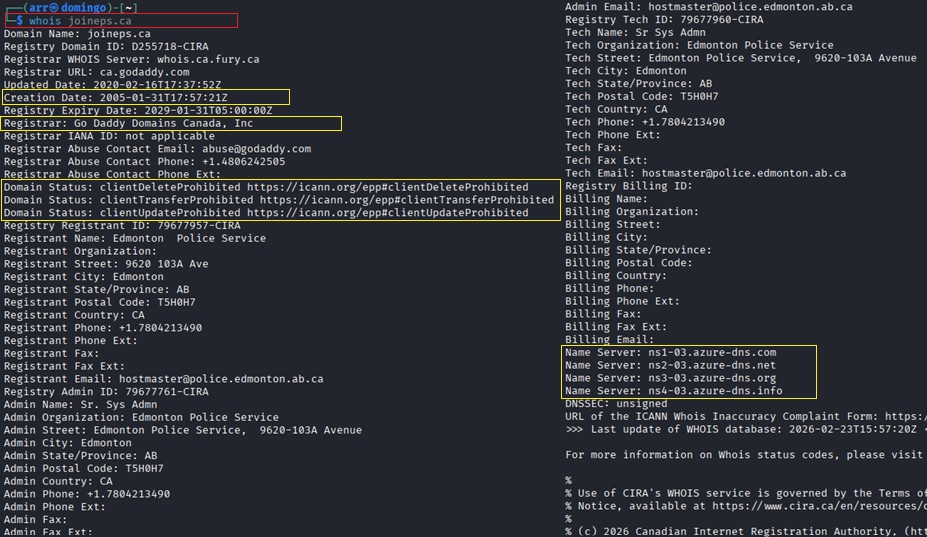 ┌──(arr㉿domingo)-[~]
└─$ whois joineps.ca
Domain Name: joineps.ca
Registry Domain ID: D255718-CIRA
Registrar WHOIS Server: whois.ca.fury.ca
Registrar URL: ca.godaddy.com
Updated Date: 2020-02-16T17:37:52Z
Creation Date: 2005-01-31T17:57:21Z
Registry Expiry Date: 2029-01-31T05:00:00Z
Registrar: Go Daddy Domains Canada, Inc
Registrar IANA ID: not applicable
Registrar Abuse Contact Email: abuse@godaddy.com
Registrar Abuse Contact Phone: +1.4806242505
Registrar Abuse Contact Phone Ext:
Domain Status: clientDeleteProhibited https://icann.org/epp#clientDeleteProhibited
Domain Status: clientTransferProhibited https://icann.org/epp#clientTransferProhibited
Domain Status: clientUpdateProhibited https://icann.org/epp#clientUpdateProhibited
Registry Registrant ID: 79677957-CIRA
Registrant Name: Edmonton  Police Service
Registrant Organization:
Registrant Street: 9620 103A Ave
Registrant City: Edmonton
Registrant State/Province: AB
Registrant Postal Code: T5H0H7
Registrant Country: CA
Registrant Phone: +1.7804213490
Registrant Phone Ext:
Registrant Fax:
Registrant Fax Ext:
Registrant Email: hostmaster@police.edmonton.ab.ca
Registry Admin ID: 79677761-CIRA
Admin Name: Sr. Sys Admn
Admin Organization: Edmonton Police Service
Admin Street: Edmonton Police Service,  9620-103A Avenue
Admin City: Edmonton
Admin State/Province: AB
Admin Postal Code: T5H0H7
Admin Country: CA
Admin Phone: +1.7804213490
Admin Phone Ext:
Admin Fax:
Admin Fax Ext:
Admin Email: hostmaster@police.edmonton.ab.ca
Registry Tech ID: 79677960-CIRA
Tech Name: Sr Sys Admn
Tech Organization: Edmonton Police Service
Tech Street: Edmonton Police Service,  9620-103A Avenue
Tech City: Edmonton
Tech State/Province: AB
Tech Postal Code: T5H0H7
Tech Country: CA
Tech Phone: +1.7804213490
Tech Phone Ext:
Tech Fax:
Tech Fax Ext:
Tech Email: hostmaster@police.edmonton.ab.ca
Registry Billing ID:
Billing Name:
Billing Organization:
Billing Street:
Billing City:
Billing State/Province:
Billing Postal Code:
Billing Country:
Billing Phone:
Billing Phone Ext:
Billing Fax:
Billing Fax Ext:
Billing Email:
Name Server: ns1-03.azure-dns.com
Name Server: ns2-03.azure-dns.net
Name Server: ns3-03.azure-dns.org
Name Server: ns4-03.azure-dns.info
DNSSEC: unsigned
URL of the ICANN Whois Inaccuracy Complaint Form: https:/
>>> Last update of WHOIS database: 2026-02-23T15:57:20Z <
For more information on Whois status codes, please visit
%
% Use of CIRA's WHOIS service is governed by the Terms of
% Notice, available at https://www.cira.ca/en/resources/
%
% (c) 2026 Canadian Internet Registration Authority, (htt